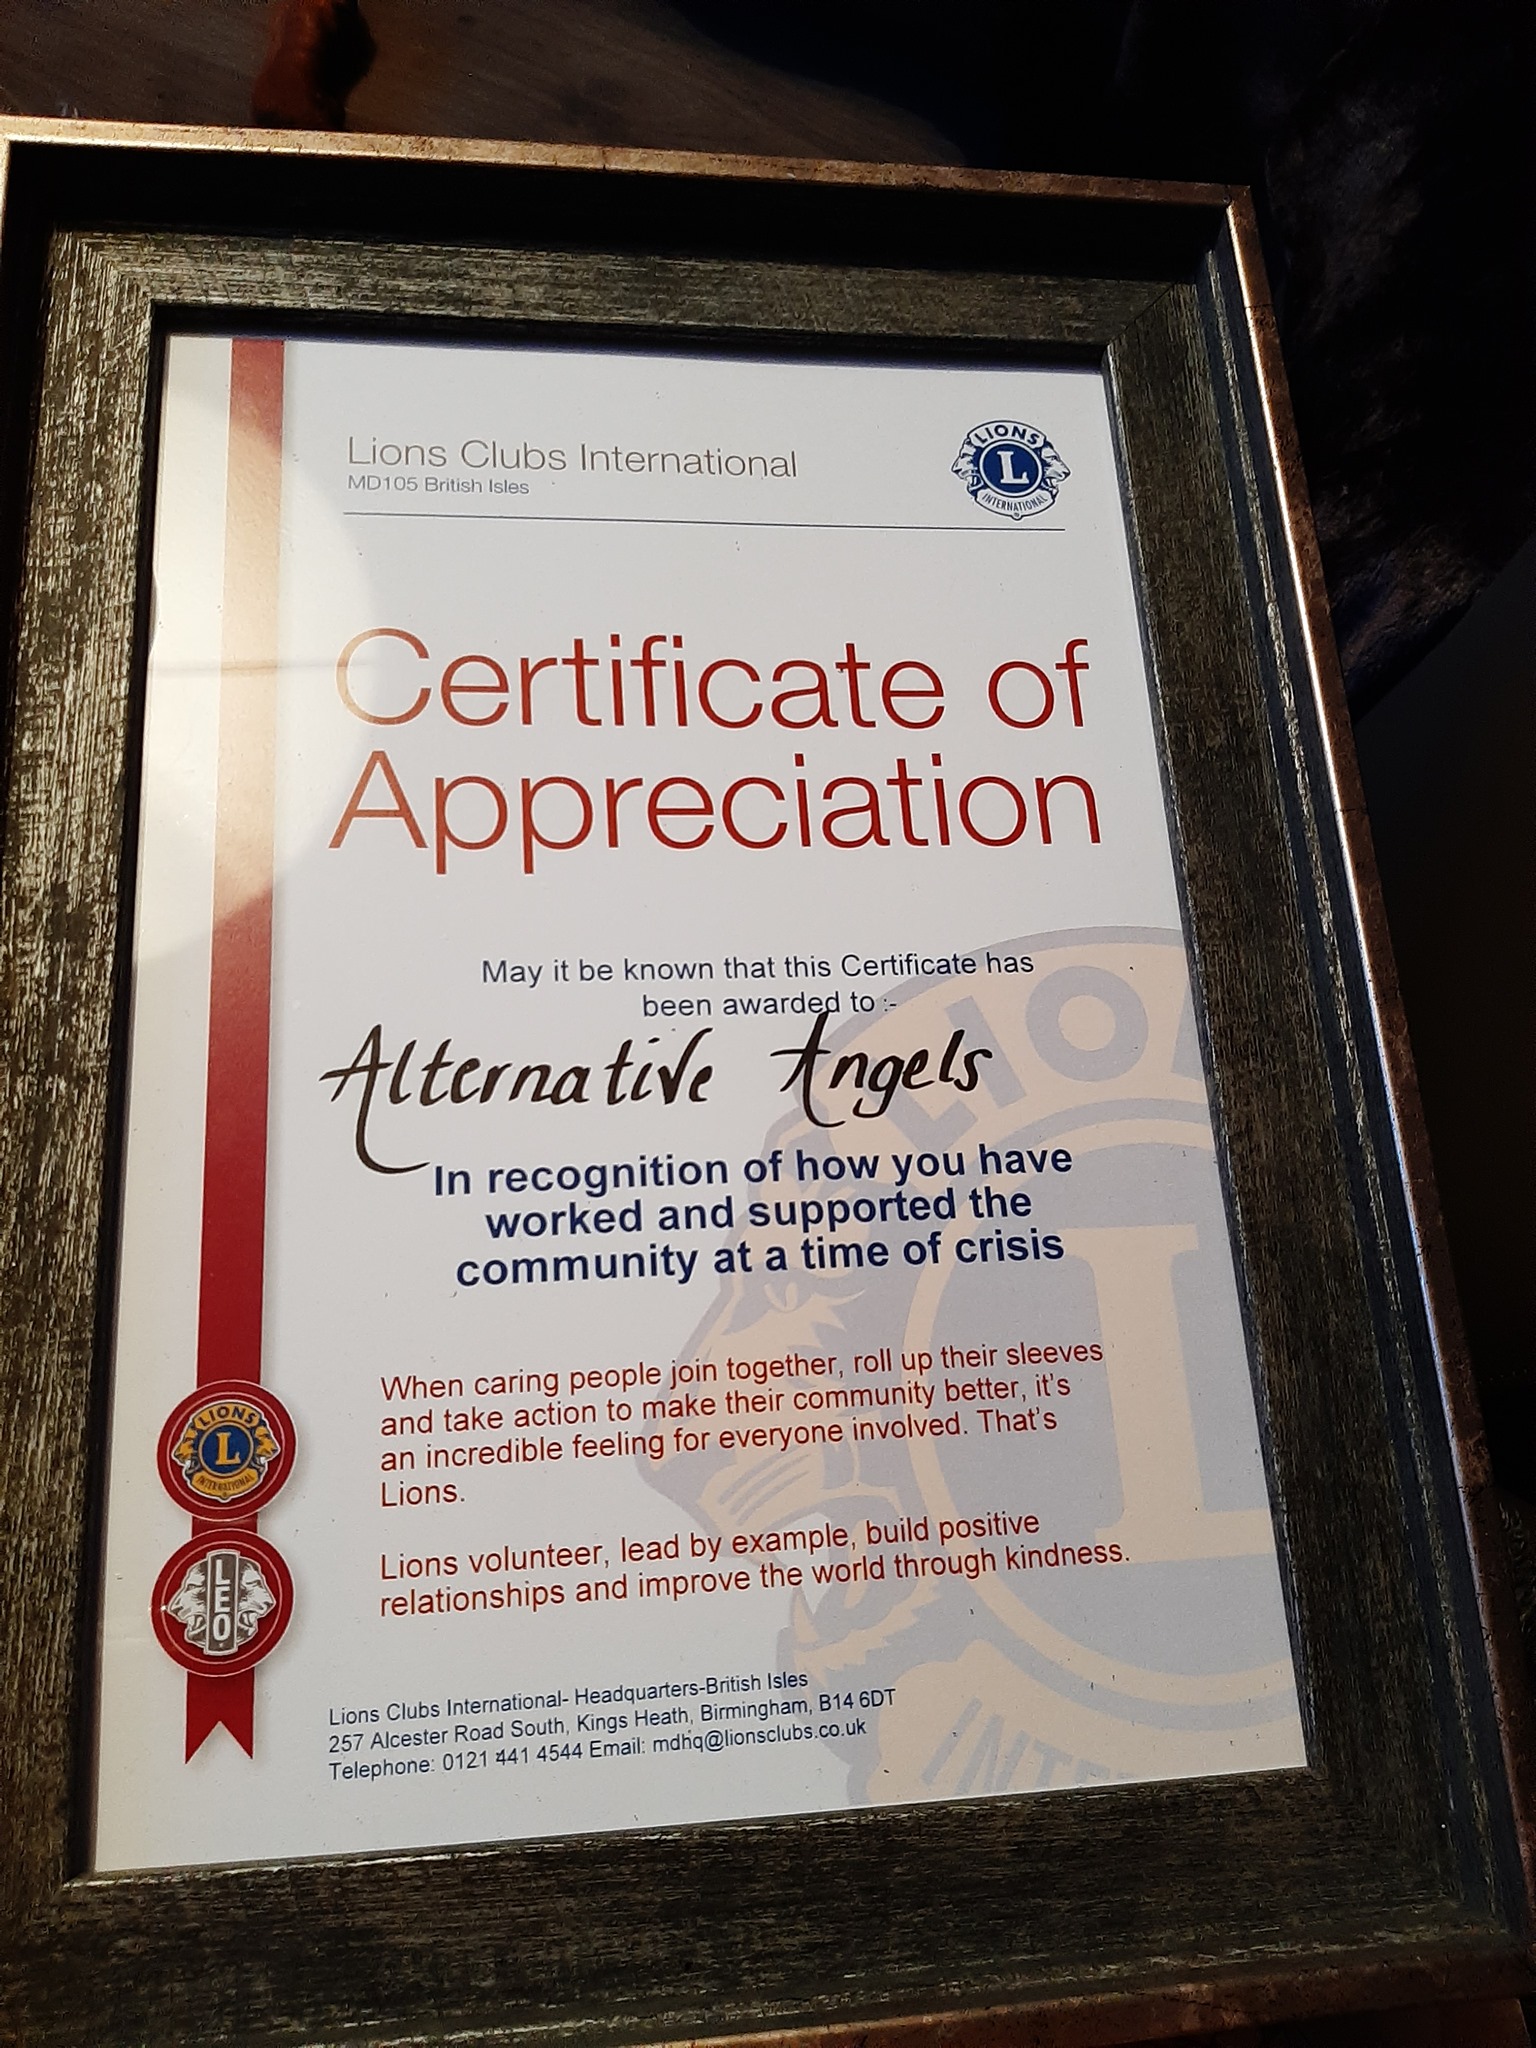 Lions Clubs International
MD105 British Isles
LIONS
L
INTERNATIONAL
Certificate of
Appreciation
May it be known that this Certificate has
been awarded to :-
Alternative Angels
In recognition of how you have
worked and supported the
community at a time of crisis
When caring people join together, roll up their sleeves
and take action to make their community better, it's
an incredible feeling for everyone involved. That's
Lions.
Lions volunteer, lead by example, build positive
relationships and improve the world through kindness.
LIONS
L
INTERNATIONAL
LEO
Lions Clubs International- Headquarters-British Isles
257 Alcester Road South, Kings Heath, Birmingham, B14 6DT
Telephone: 0121 441 4544 Email: mdhq@lionsclubs.co.uk
LIO
L
INTE